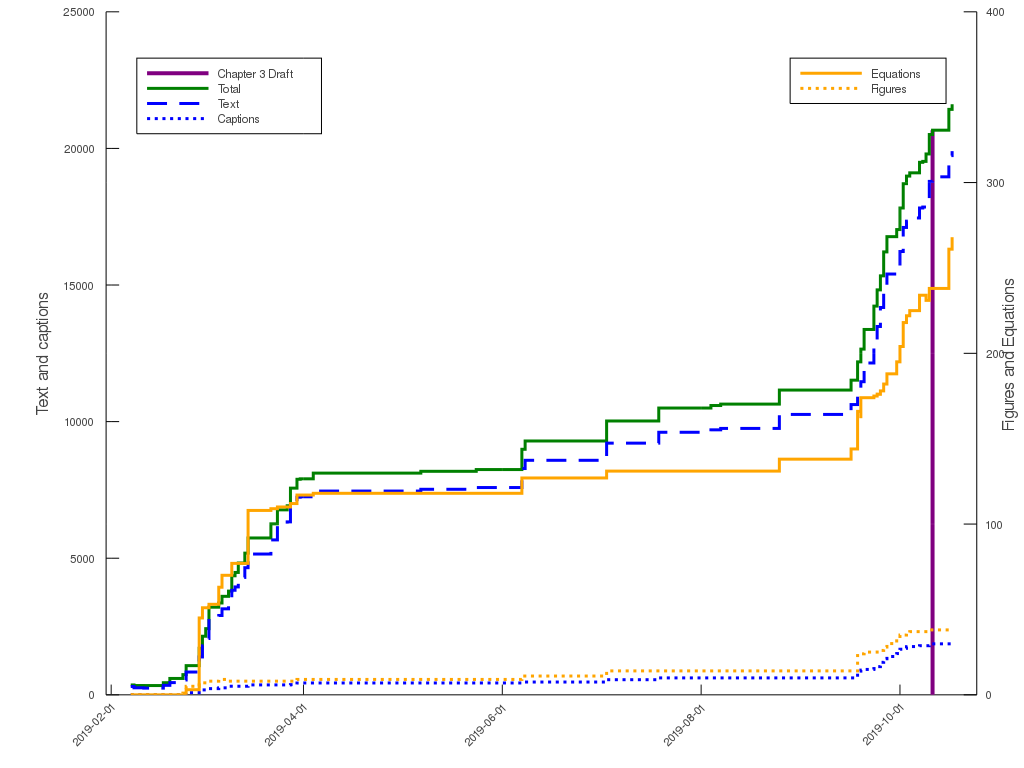 25000
20000
15000
10000
5000
0
400
300
200
100
0
Text and captions
Figures and Equations
Chapter 3 Draft
Total
Text
Captions
Equations
Figures
2019-02-01
2019-04-01
2019-06-01
2019-08-01
2019-10-01